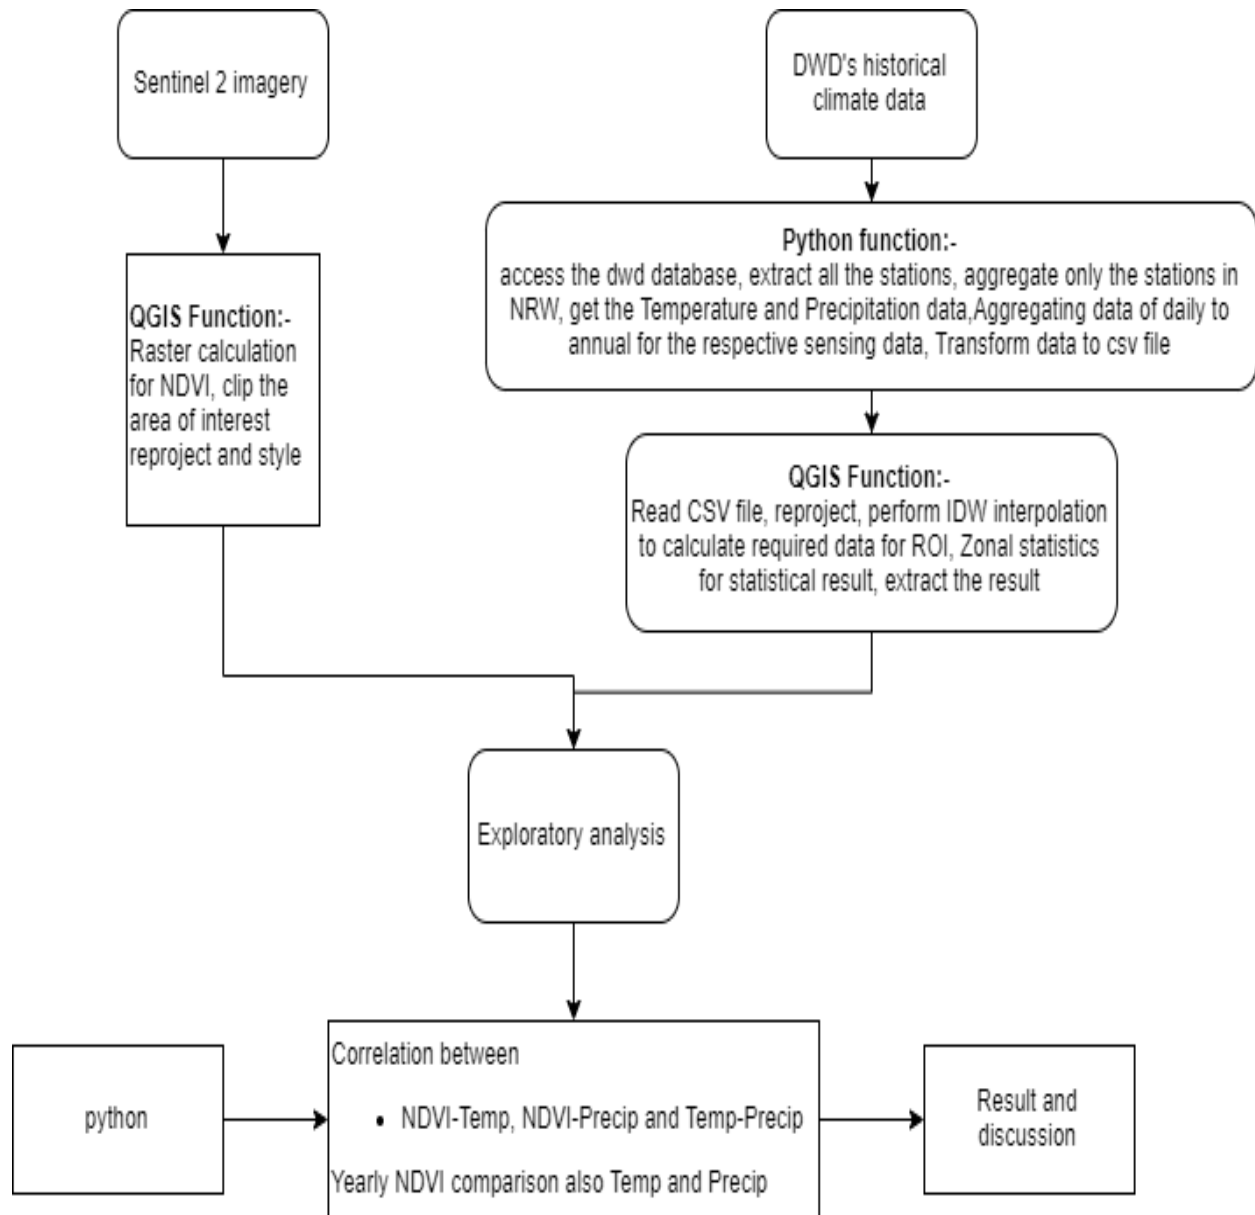 Sentinel 2 imagery
DWD's historical
climate data
Python function:-
access the dwd database, extract all the stations, aggregate only the stations in
NRW, get the Temperature and Precipitation data,Aggregating data of daily to
annual for the respective sensing data, Transform data to csv file
QGIS Function:-
Raster calculation
for NDVI, clip the
area of interest
reproject and style
QGIS Function:-
Read CSV file, reproject, perform IDW interpolation
to calculate required data for ROI, Zonal statistics
for statistical result, extract the result
Exploratory analysis
python
Correlation between
• NDVI-Temp, NDVI-Precip and Temp-Precip
Yearly NDVI comparison also Temp and Precip
Result and
discussion